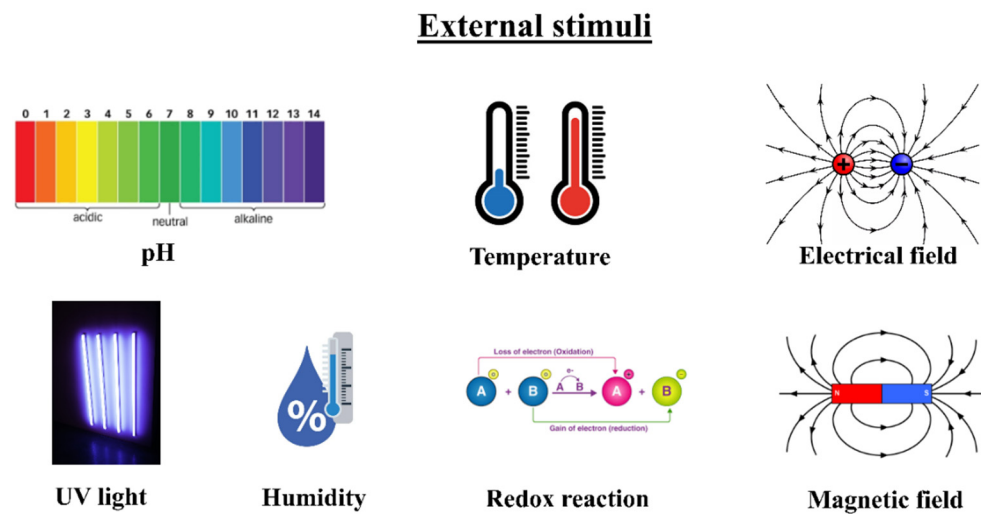 External stimuli
0 1 2 3 4 5 6 7 8 9 10 11 12 13 14
acidic neutral alkaline
pH
Temperature
+ −
Electrical field
UV light
%
Humidity
Loss of electron (Oxidation)
e-
A + B A B A + B
Gain of electron (reduction)
Redox reaction
N S
Magnetic field